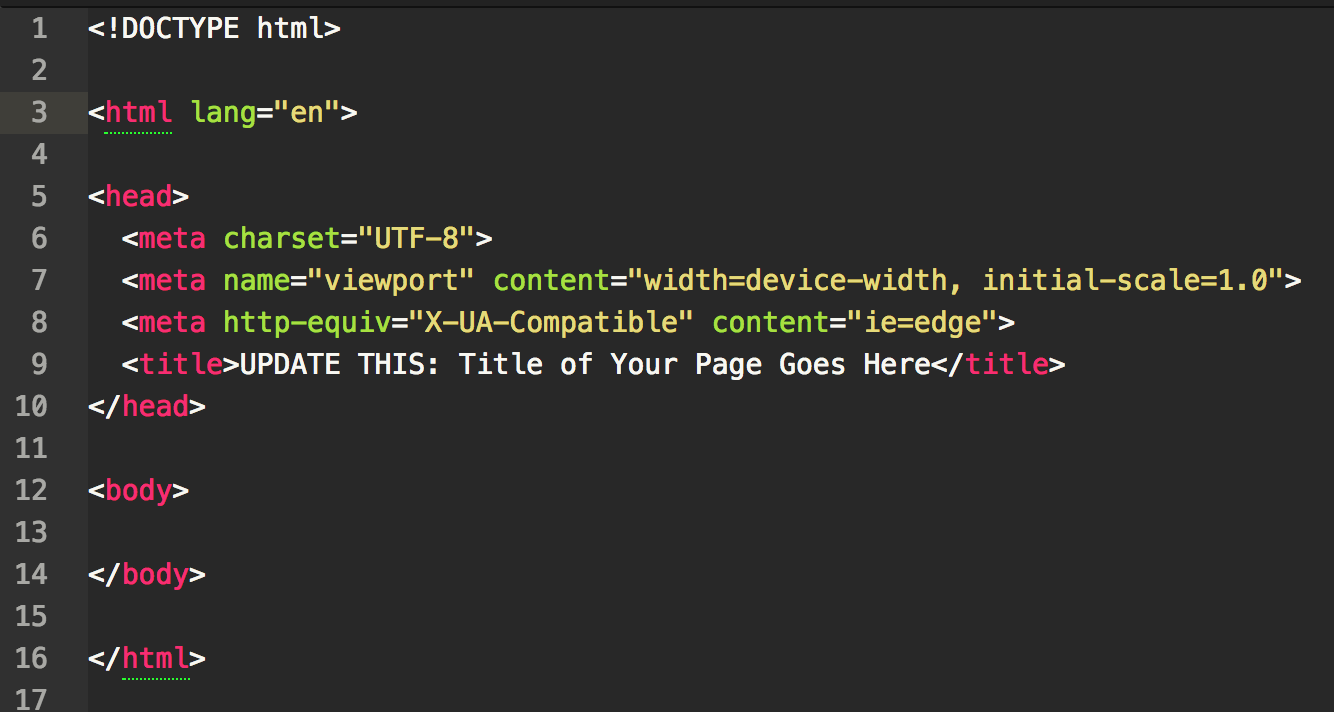 1 <!DOCTYPE html>
2
3 <html lang="en">
4
5 <head>
6   <meta charset="UTF-8">
7   <meta name="viewport" content="width=device-width, initial-scale=1.0">
8   <meta http-equiv="X-UA-Compatible" content="ie=edge">
9   <title>UPDATE THIS: Title of Your Page Goes Here</title>
10 </head>
11
12 <body>
13
14 </body>
15
16 </html>
17